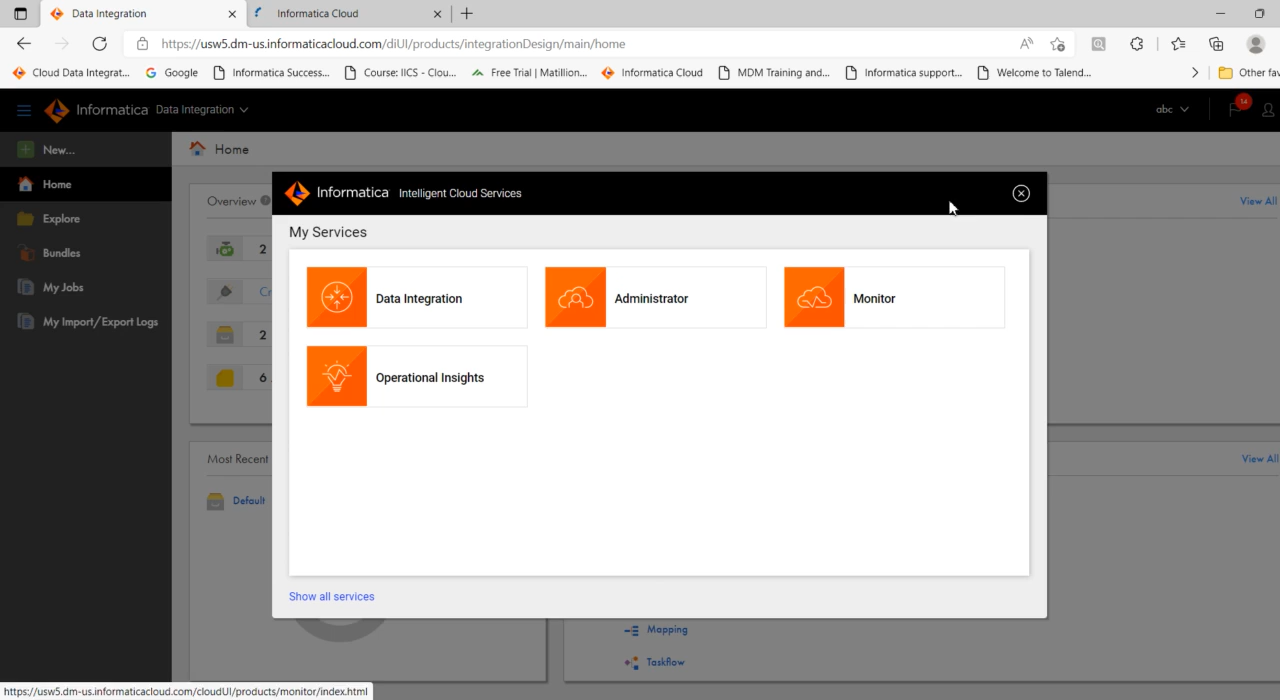 Data Integration
Informatica Cloud
https://usw5.dm-us.informaticacloud.com/diUI/products/integrationDesign/main/home
Cloud Data Integrat...
Google
Informatica Success...
Course: IICS - Clou...
Free Trial | Matillion...
Informatica Cloud
MDM Training and...
Informatica support...
Welcome to Talend...
Other fav
Informatica Data Integration
abc
14
New...
Home
Home
Explore
Bundles
My Jobs
My Import/Export Logs
Overview
View All
2
Cr
2
6
Informatica Intelligent Cloud Services
My Services
Data Integration
Administrator
Monitor
Operational Insights
Show all services
Most Recent
View All
Default
Mapping
Taskflow
https://usw5.dm-us.informaticacloud.com/cloudUI/products/monitor/index.html